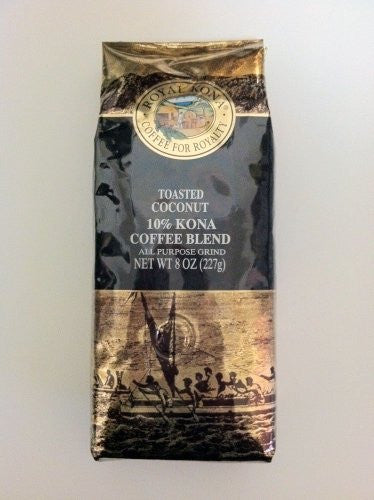 ROYAL KONA®
COFFEE FOR ROYALTY
TOASTED
COCONUT
10% KONA
COFFEE BLEND
ALL PURPOSE GRIND
NET WT 8 OZ (227g)